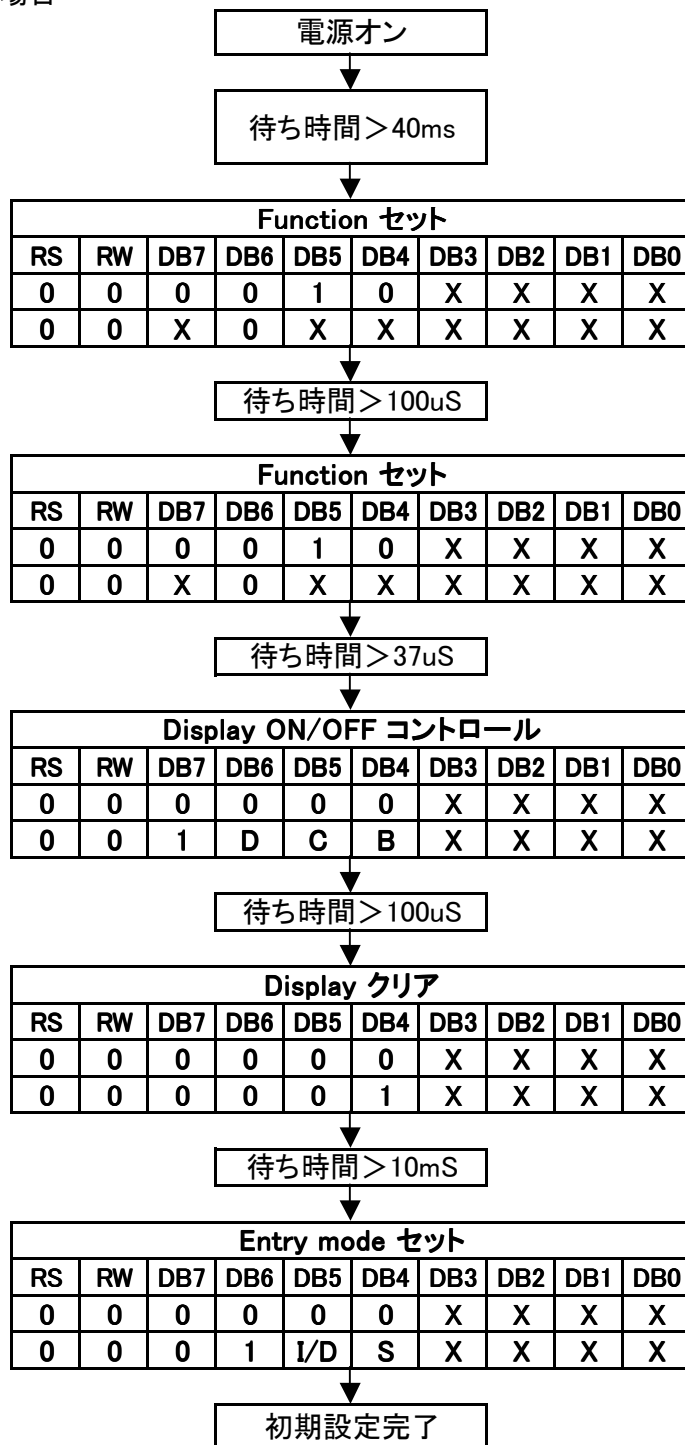 電源オン
待ち時間＞40ms
Function セット
RS RW DB7 DB6 DB5 DB4 DB3 DB2 DB1 DB0
0 0 0 0 1 0 X X X X
0 0 X 0 X X X X X X
待ち時間＞100uS
Function セット
RS RW DB7 DB6 DB5 DB4 DB3 DB2 DB1 DB0
0 0 0 0 1 0 X X X X
0 0 X 0 X X X X X X
待ち時間＞37uS
Display ON/OFF コントロール
RS RW DB7 DB6 DB5 DB4 DB3 DB2 DB1 DB0
0 0 0 0 0 0 X X X X
0 0 1 D C B X X X X
待ち時間＞100uS
Display クリア
RS RW DB7 DB6 DB5 DB4 DB3 DB2 DB1 DB0
0 0 0 0 0 0 X X X X
0 0 0 0 0 1 X X X X
待ち時間＞10mS
Entry mode セット
RS RW DB7 DB6 DB5 DB4 DB3 DB2 DB1 DB0
0 0 0 0 0 0 X X X X
0 0 0 1 I/D S X X X X
初期設定完了